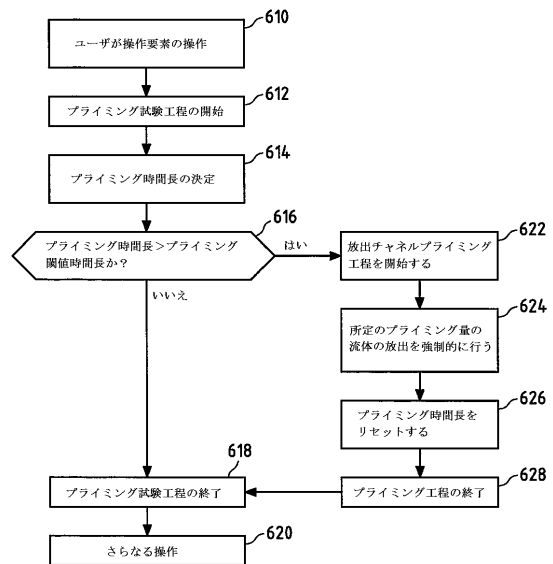 610
ユーザが操作要素の操作
612
プライミング試験工程の開始
614
プライミング時間長の決定
616
プライミング時間長＞プライミング
閾値時間長か？
はい
いいえ
622
放出チャネルプライミング
工程を開始する
624
所定のプライミング量の
流体の放出を強制的に行う
626
プライミング時間長を
リセットする
628
プライミング工程の終了
618
プライミング試験工程の終了
620
さらなる操作